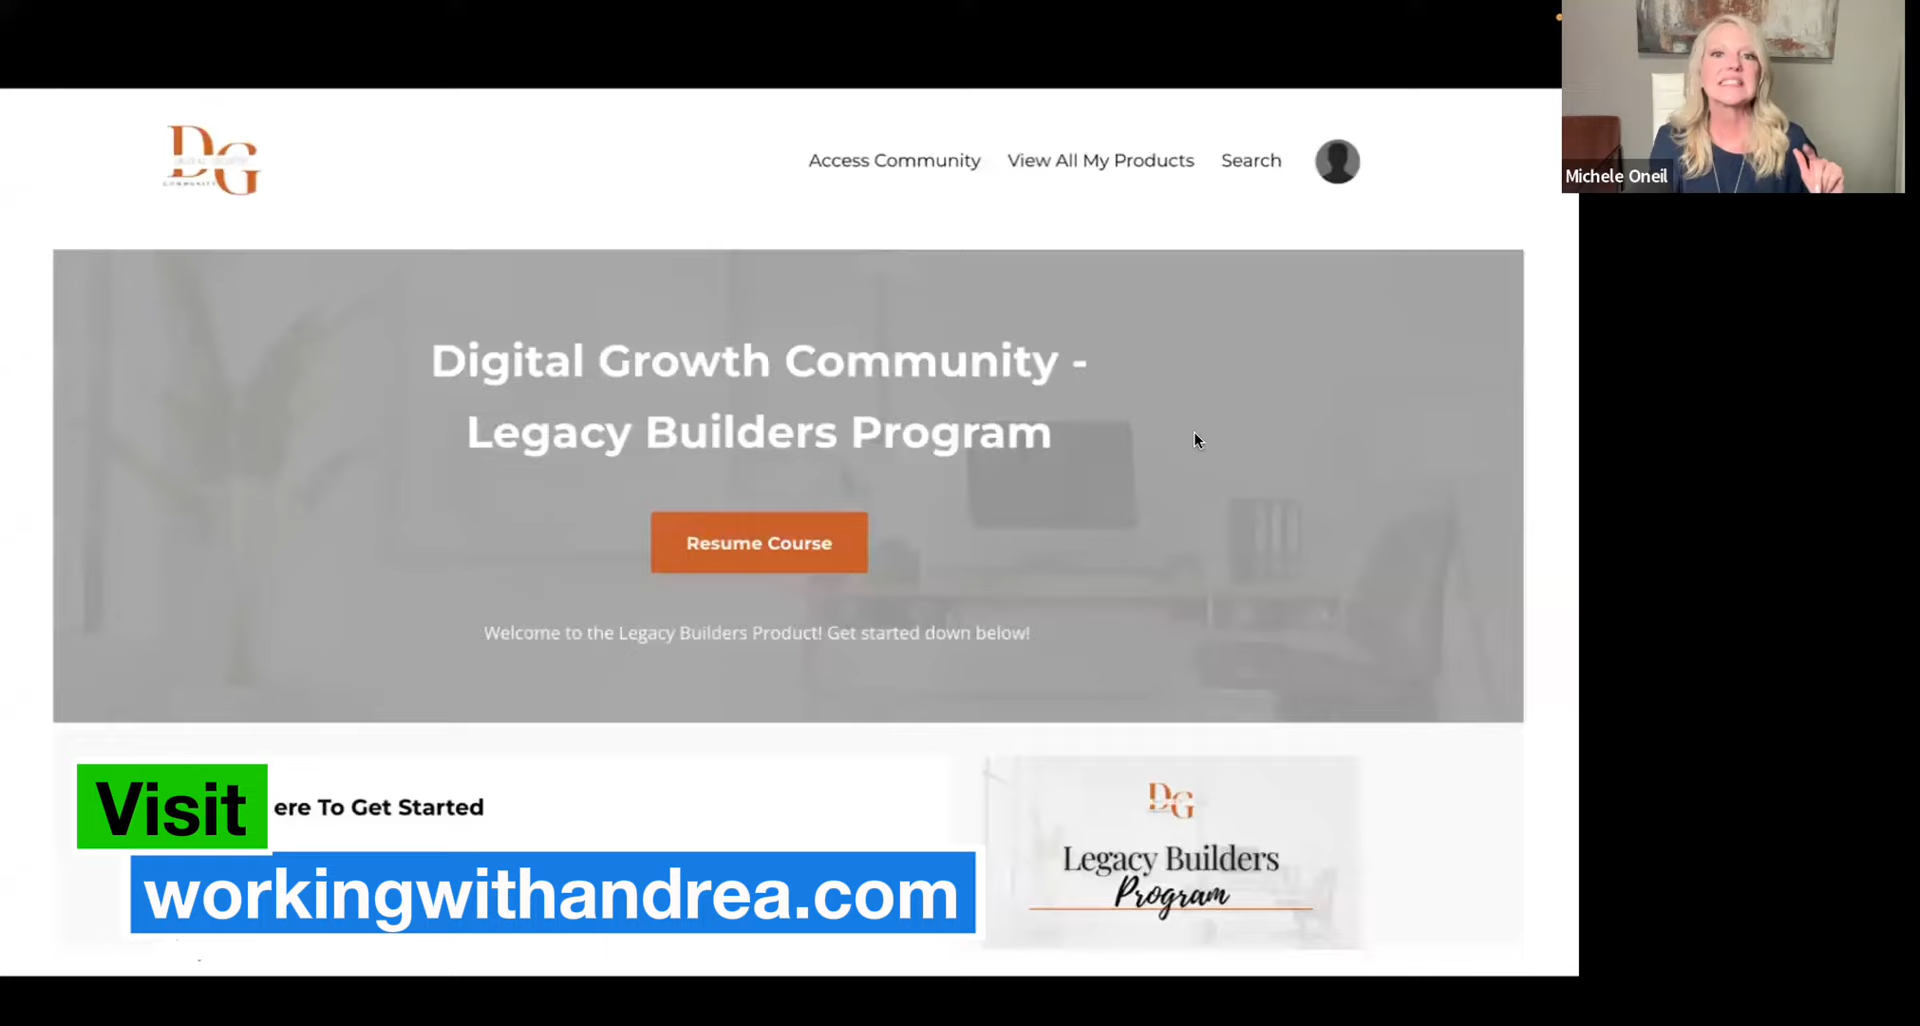 DG
COMMUNITY
Access Community
View All My Products
Search
Michele Oneil
Digital Growth Community -
Legacy Builders Program
Resume Course
Welcome to the Legacy Builders Product! Get started down below!
Visit
ere To Get Started
workingwithandrea.com
DG
Legacy Builders
Program